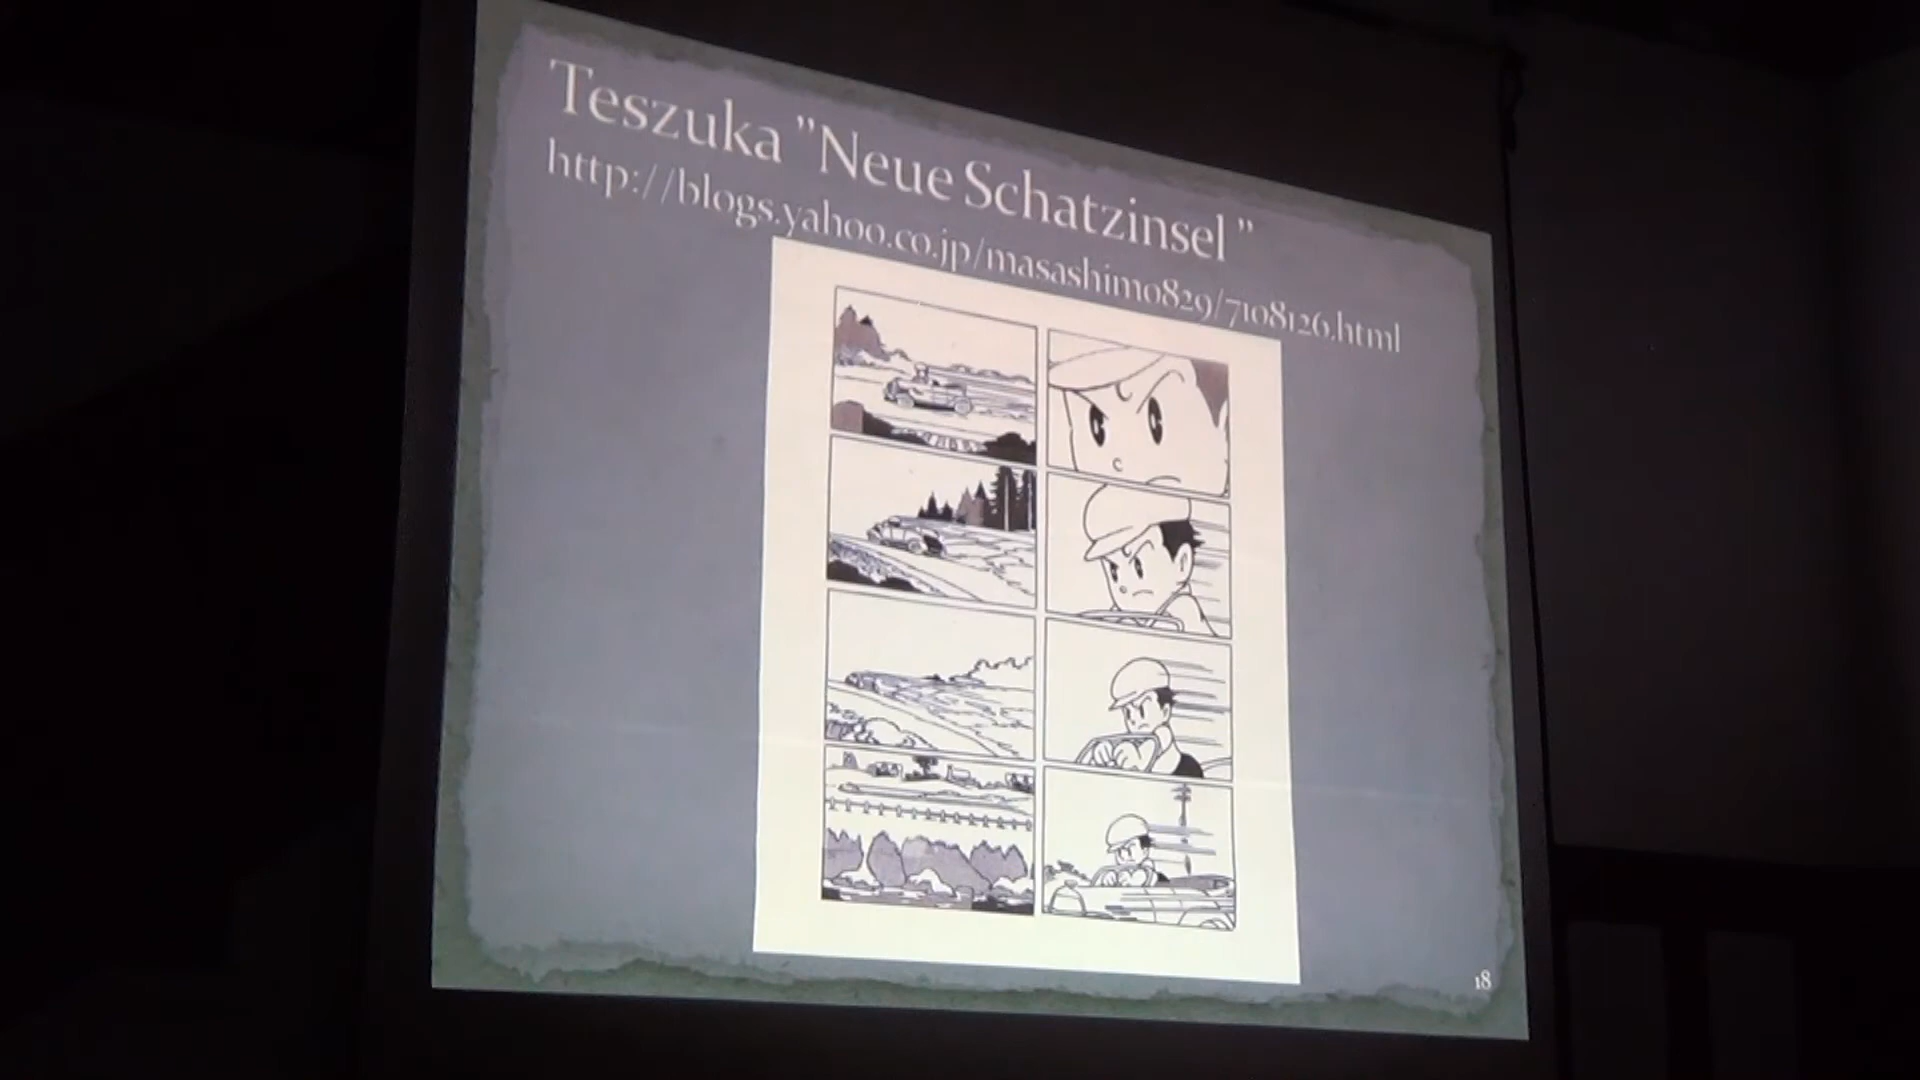 Teszuka "Neue Schatzinsel"
http://blogs.yahoo.co.jp/masashimo829/7108126.html
18